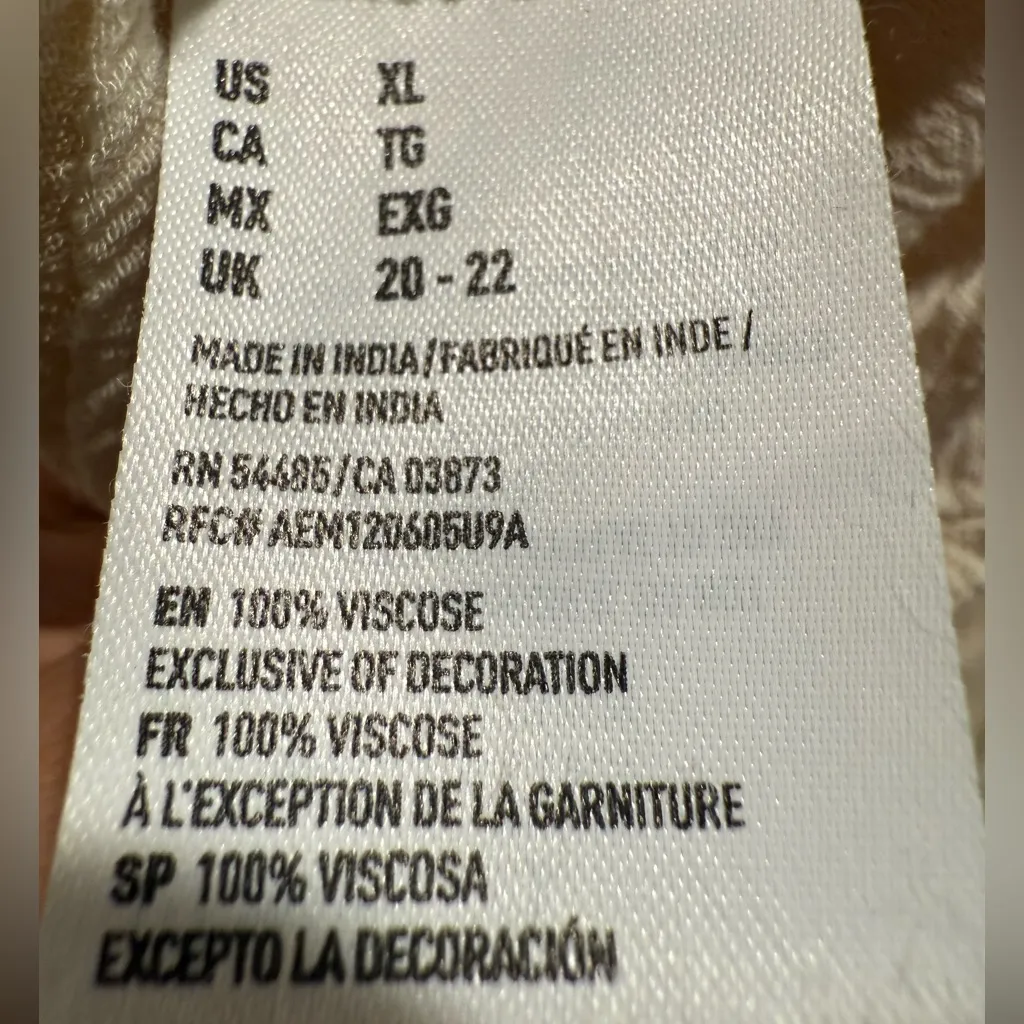 US XL
CA TG
MX EXG
UK 20 - 22
MADE IN INDIA/FABRIQUÉ EN INDE /
HECHO EN INDIA
RN 54485/CA 03873
RFC# AEM120605U9A
EN 100% VISCOSE
EXCLUSIVE OF DECORATION
FR 100% VISCOSE
À L'EXCEPTION DE LA GARNITURE
SP 100% VISCOSA
EXCEPTO LA DECORACIÓN